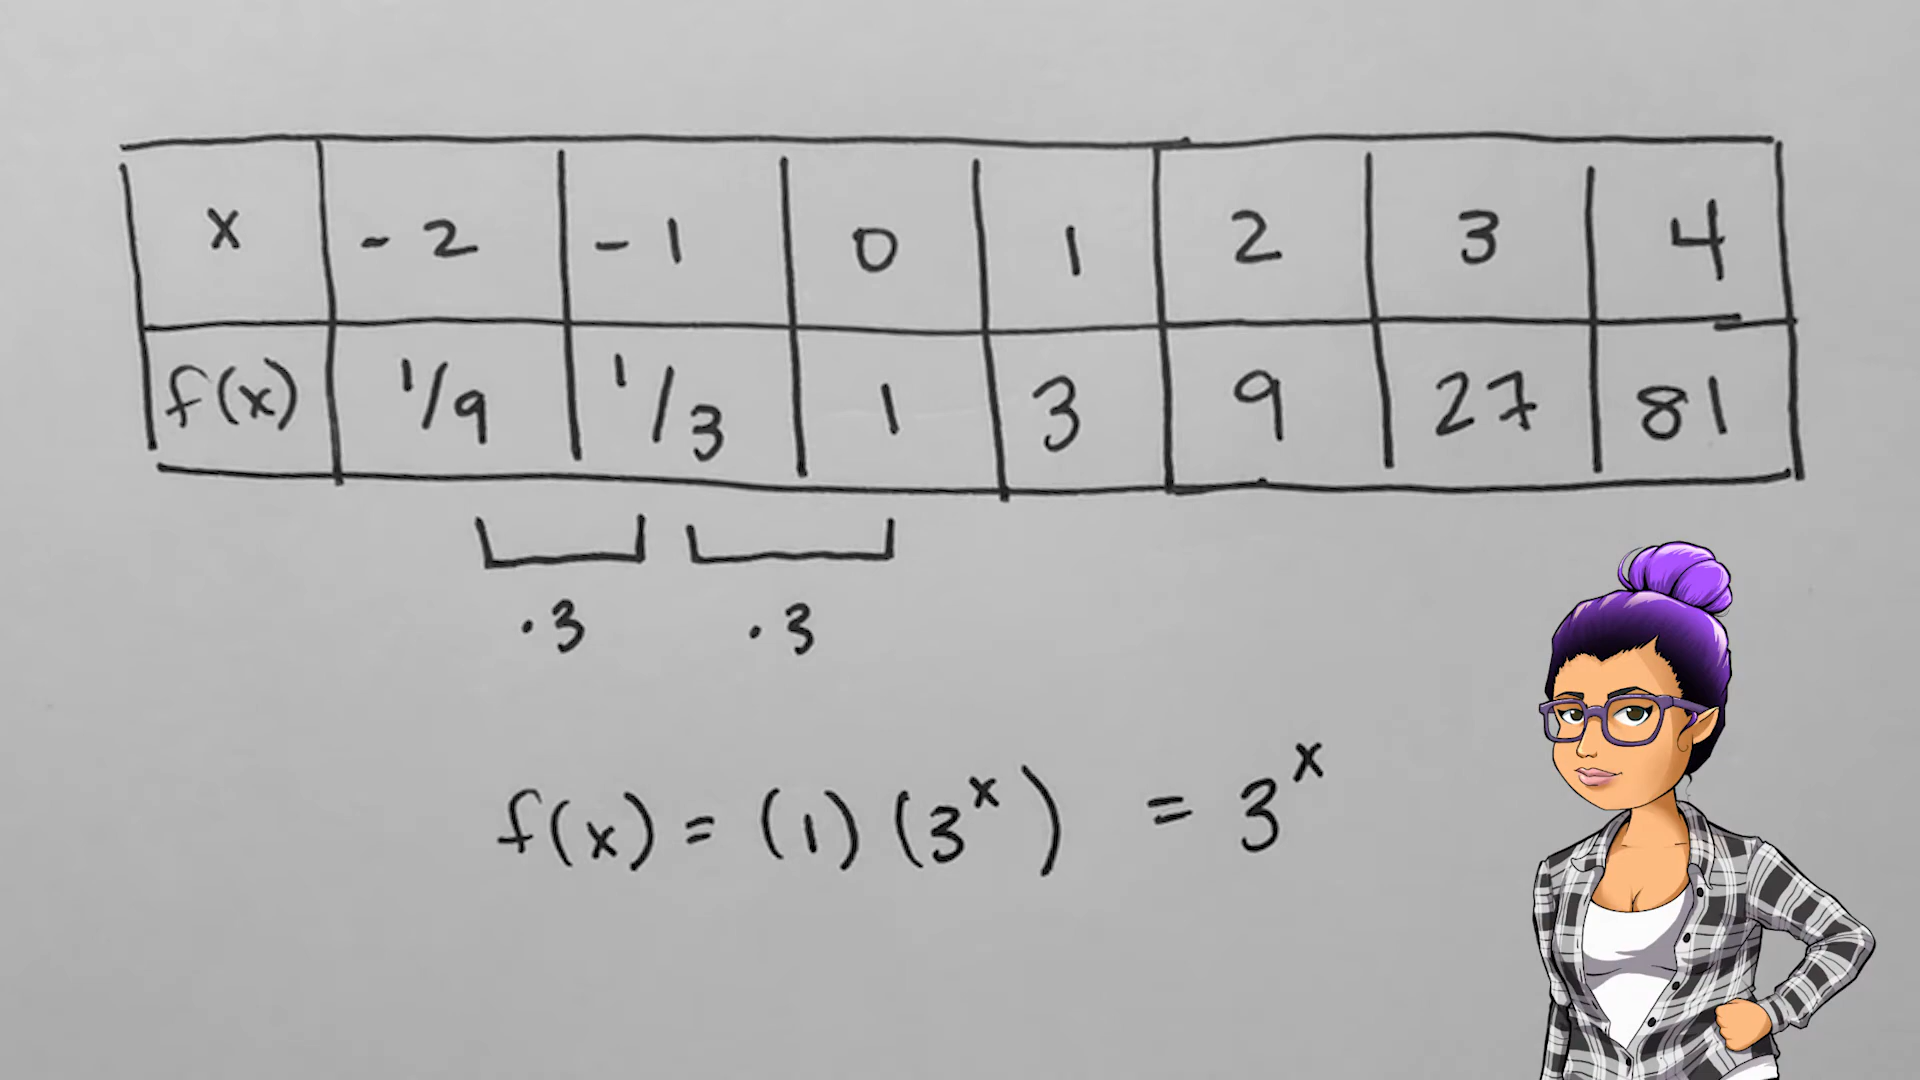 x -2 -1 0 1 2 3 4
f(x) 1/9 1/3 1 3 9 27 81
·3 ·3
f(x) = (1)(3^x) = 3^x